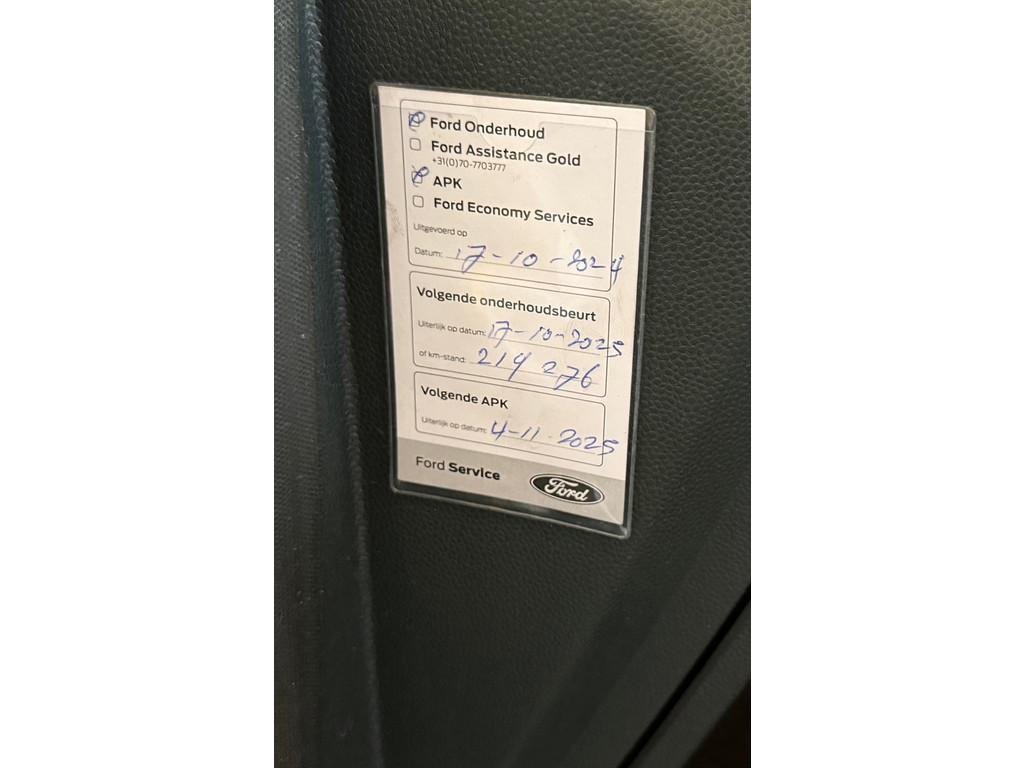 Ford Onderhoud
Ford Assistance Gold
+31(0)70-7703777
APK
Ford Economy Services
Uitgevoerd op
Datum: 17-10-2024
Volgende onderhoudsbeurt
Uiterlijk op datum: 17-10-2025
of km-stand: 214 276
Volgende APK
Uiterlijk op datum: 4-11-2025
Ford Service
Ford